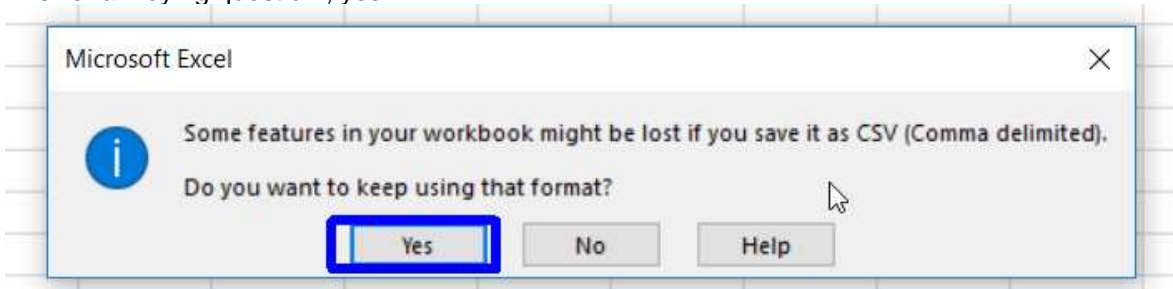 Microsoft Excel
Some features in your workbook might be lost if you save it as CSV (Comma delimited).
Do you want to keep using that format?
Yes No Help